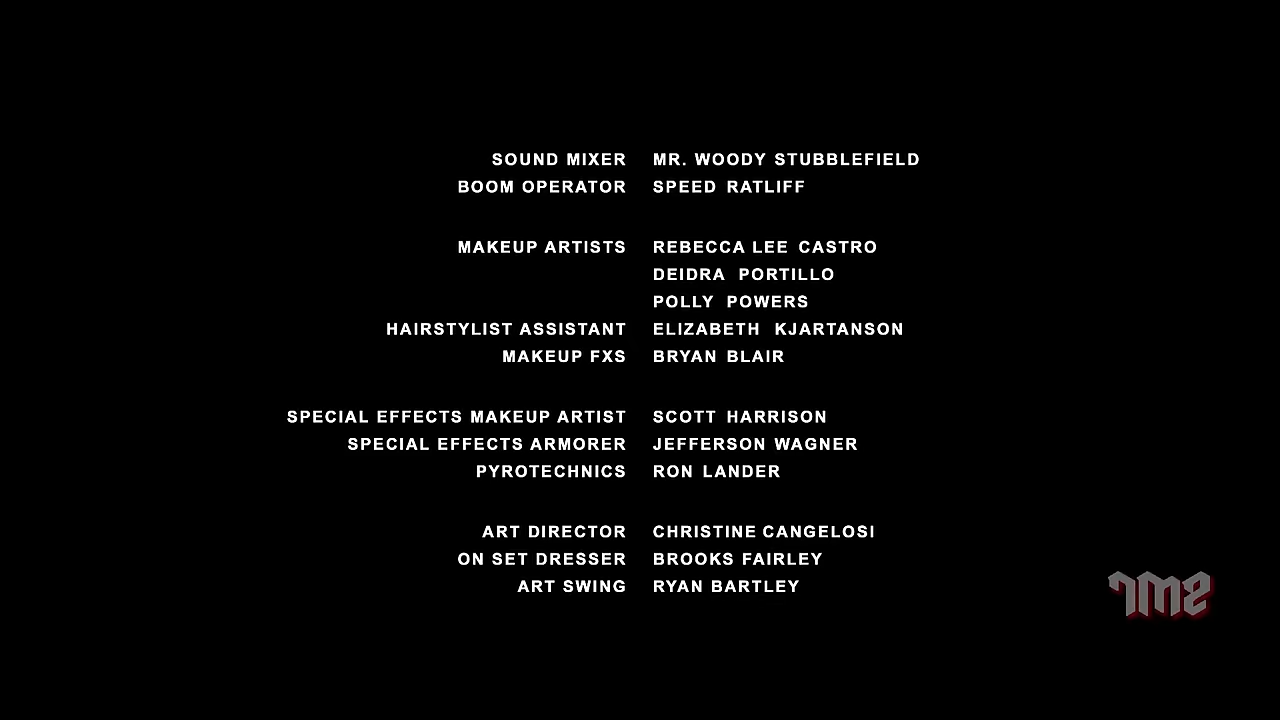 SOUND MIXER MR. WOODY STUBBLEFIELD
BOOM OPERATOR SPEED RATLIFF
MAKEUP ARTISTS REBECCA LEE CASTRO
DEIDRA PORTILLO
POLLY POWERS
HAIRSTYLIST ASSISTANT ELIZABETH KJARTANSON
MAKEUP FXS BRYAN BLAIR
SPECIAL EFFECTS MAKEUP ARTIST SCOTT HARRISON
SPECIAL EFFECTS ARMORER JEFFERSON WAGNER
PYROTECHNICS RON LANDER
ART DIRECTOR CHRISTINE CANGELOSI
ON SET DRESSER BROOKS FAIRLEY
ART SWING RYAN BARTLEY